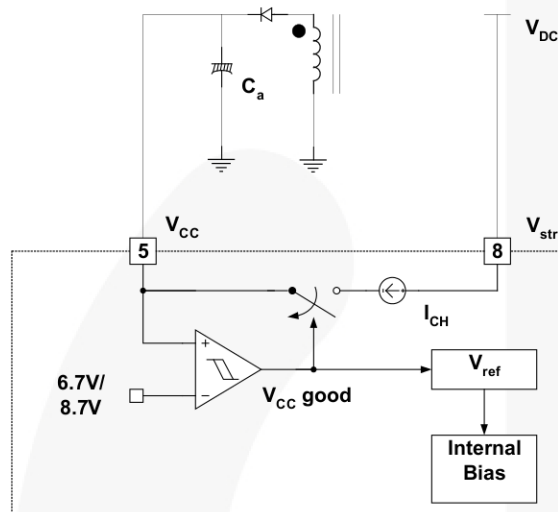 V_DC
C_a
V_CC
V_str
5
8
I_CH
6.7V/
8.7V
+
−
V_CC good
V_ref
Internal
Bias